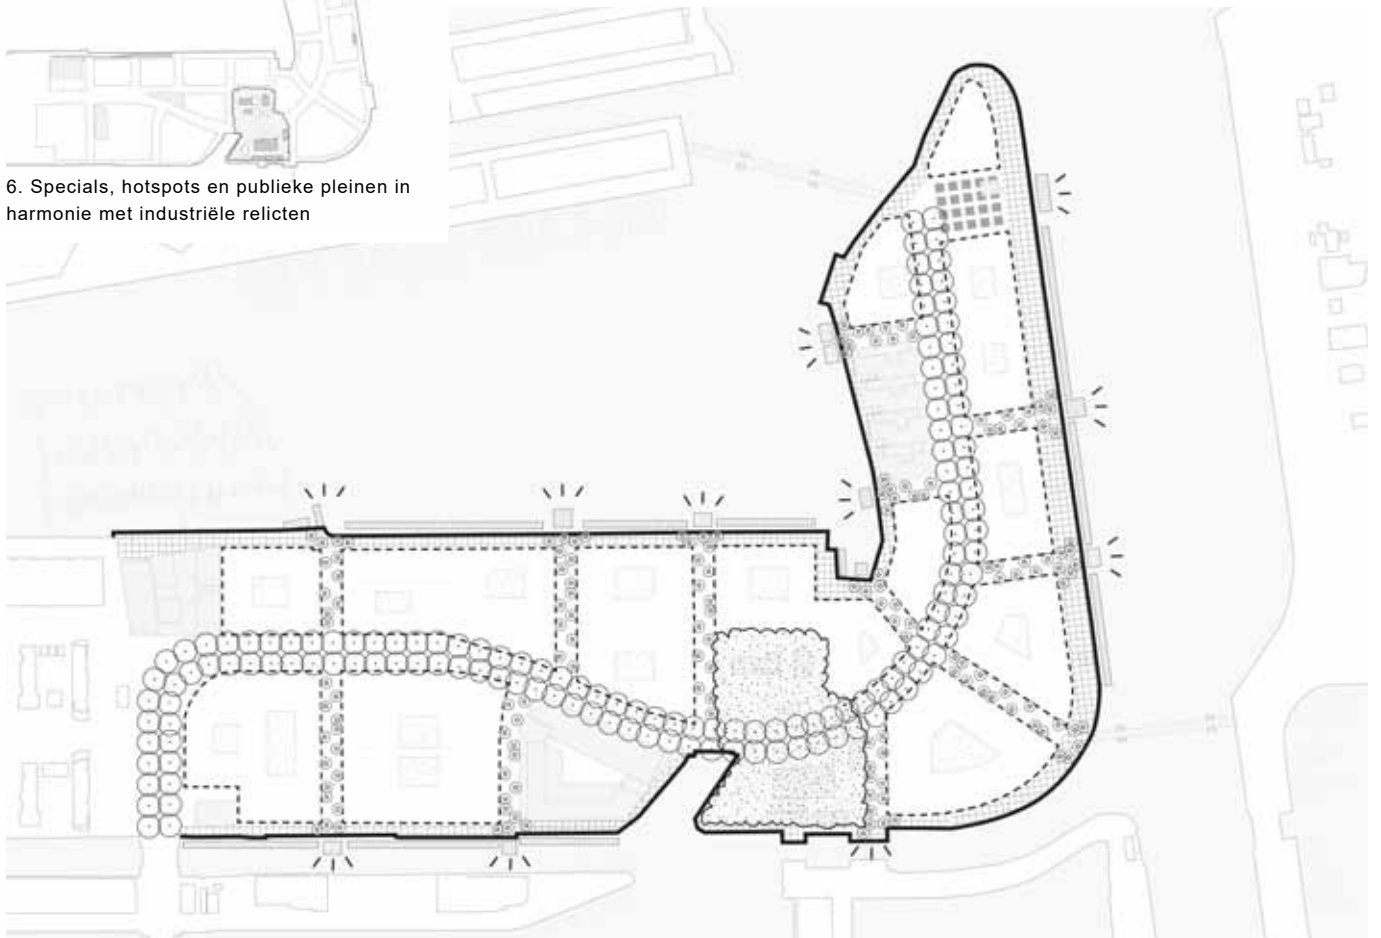 6. Specials, hotspots en publieke pleinen in
harmonie met industriële relicten